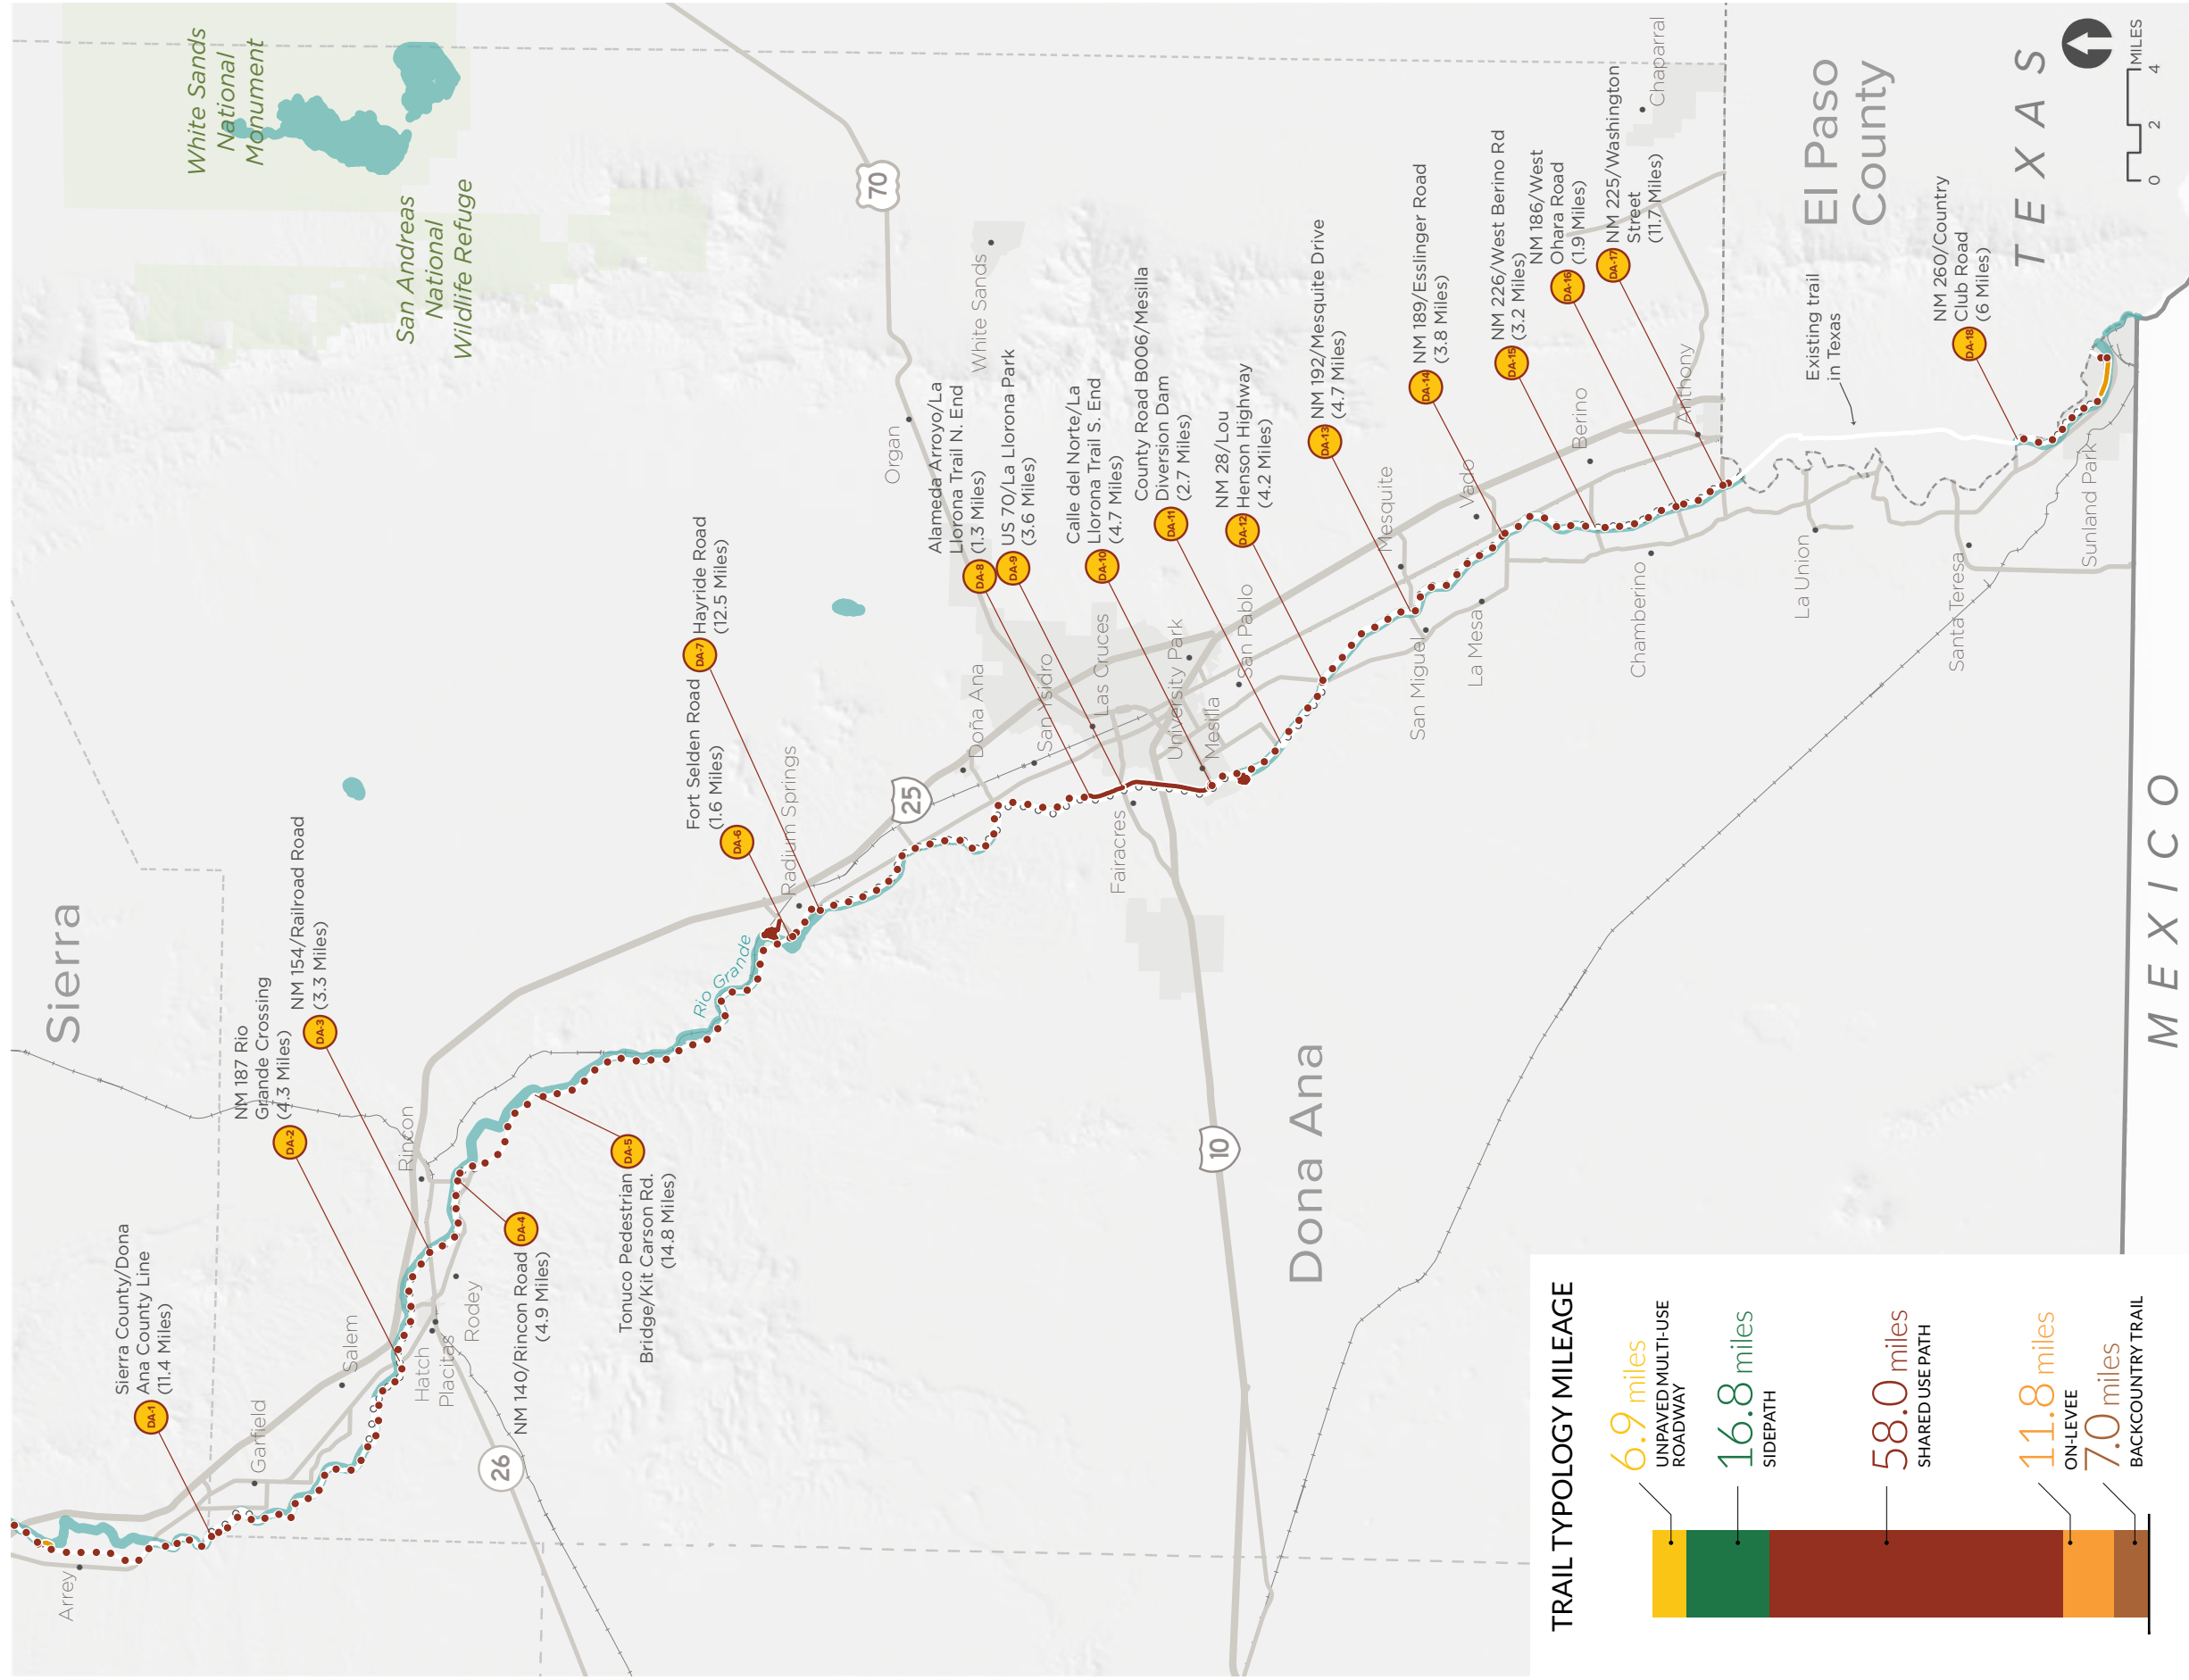 White Sands
National
Monument
San Andreas
National
Wildlife Refuge
Sierra
Arrey
DA-1
Sierra County/Dona
Ana County Line
(11.4 Miles)
Garfield
Salem
DA-2
NM 187 Rio
Grande Crossing
(4.3 Miles)
DA-3
NM 154/Railroad Road
(3.3 Miles)
Rincon
Hatch
Placitas
Rodey
26
DA-4
NM 140/Rincon Road
(4.9 Miles)
DA-5
Tonuco Pedestrian
Bridge/Kit Carson Rd.
(14.8 Miles)
Rio Grande
DA-6
Fort Selden Road
(1.6 Miles)
DA-7
Hayride Road
(12.5 Miles)
Radium Springs
25
70
Organ
White Sands
Doña Ana
San Ysidro
Las Cruces
University Park
Mesilla
San Pablo
Fairacres
DA-8
Alameda Arroyo/La
Llorona Trail N. End
(1.3 Miles)
DA-9
US 70/La Llorona Park
(3.6 Miles)
DA-10
Calle del Norte/La
Llorona Trail S. End
(4.7 Miles)
DA-11
County Road B006/Mesilla
Diversion Dam
(2.7 Miles)
DA-12
NM 28/Lou
Henson Highway
(4.2 Miles)
DA-13
NM 192/Mesquite Drive
(4.7 Miles)
DA-14
NM 189/Esslinger Road
(3.8 Miles)
DA-15
NM 226/West Berino Rd
(3.2 Miles)
DA-16
NM 186/West
Ohara Road
(1.9 Miles)
DA-17
NM 225/Washington
Street
(11.7 Miles)
DA-18
NM 260/Country
Club Road
(6 Miles)
10
Dona Ana
Mesquite
San Miguel
Vado
La Mesa
Berino
Chamberino
Anthony
Chaparral
La Union
Santa Teresa
Sunland Park
Existing trail
in Texas
El Paso
County
TEXAS
MEXICO
0 2 4 MILES
TRAIL TYPOLOGY MILEAGE
6.9 miles
UNPAVED MULTI-USE
ROADWAY
16.8 miles
SIDEPATH
58.0 miles
SHARED USE PATH
11.8 miles
ON-LEVEE
7.0 miles
BACKCOUNTRY TRAIL